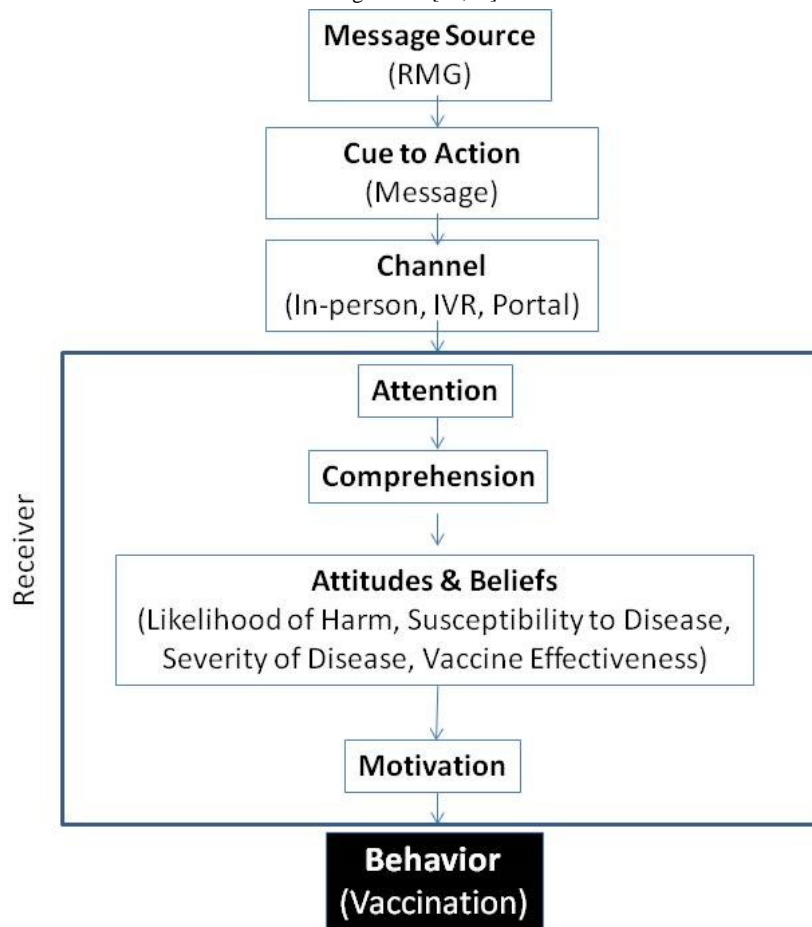 Message Source
(RMG)
Cue to Action
(Message)
Channel
(In-person, IVR, Portal)
Receiver
Attention
Comprehension
Attitudes & Beliefs
(Likelihood of Harm, Susceptibility to Disease,
Severity of Disease, Vaccine Effectiveness)
Motivation
Behavior
(Vaccination)